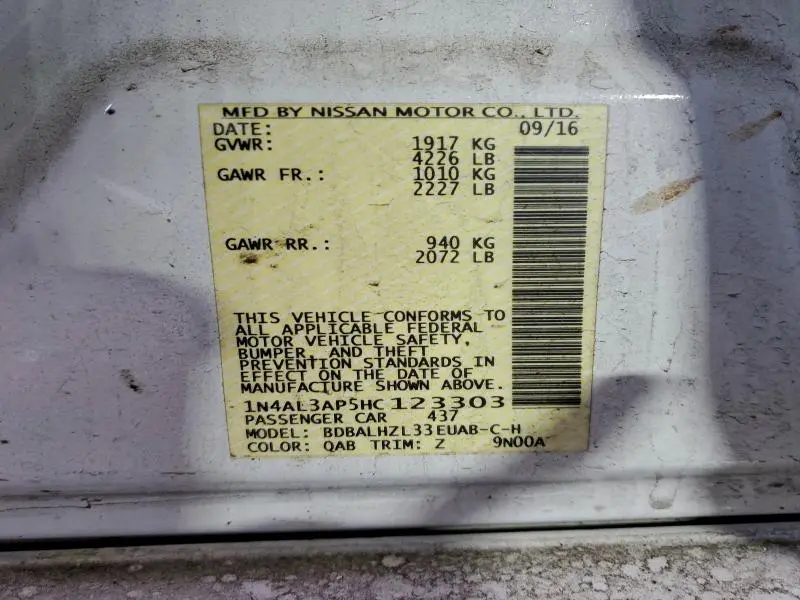 MFD BY NISSAN MOTOR CO., LTD.
DATE: 09/16
GVWR: 1917 KG
4226 LB
GAWR FR.: 1010 KG
2227 LB
GAWR RR.: 940 KG
2072 LB
THIS VEHICLE CONFORMS TO
ALL APPLICABLE FEDERAL
MOTOR VEHICLE SAFETY,
BUMPER, AND THEFT
PREVENTION STANDARDS IN
EFFECT ON THE DATE OF
MANUFACTURE SHOWN ABOVE.
1N4AL3AP5HC123303
PASSENGER CAR 437
MODEL: BDBALHZL33EUAB-C-H
COLOR: QAB TRIM: Z 9N00A